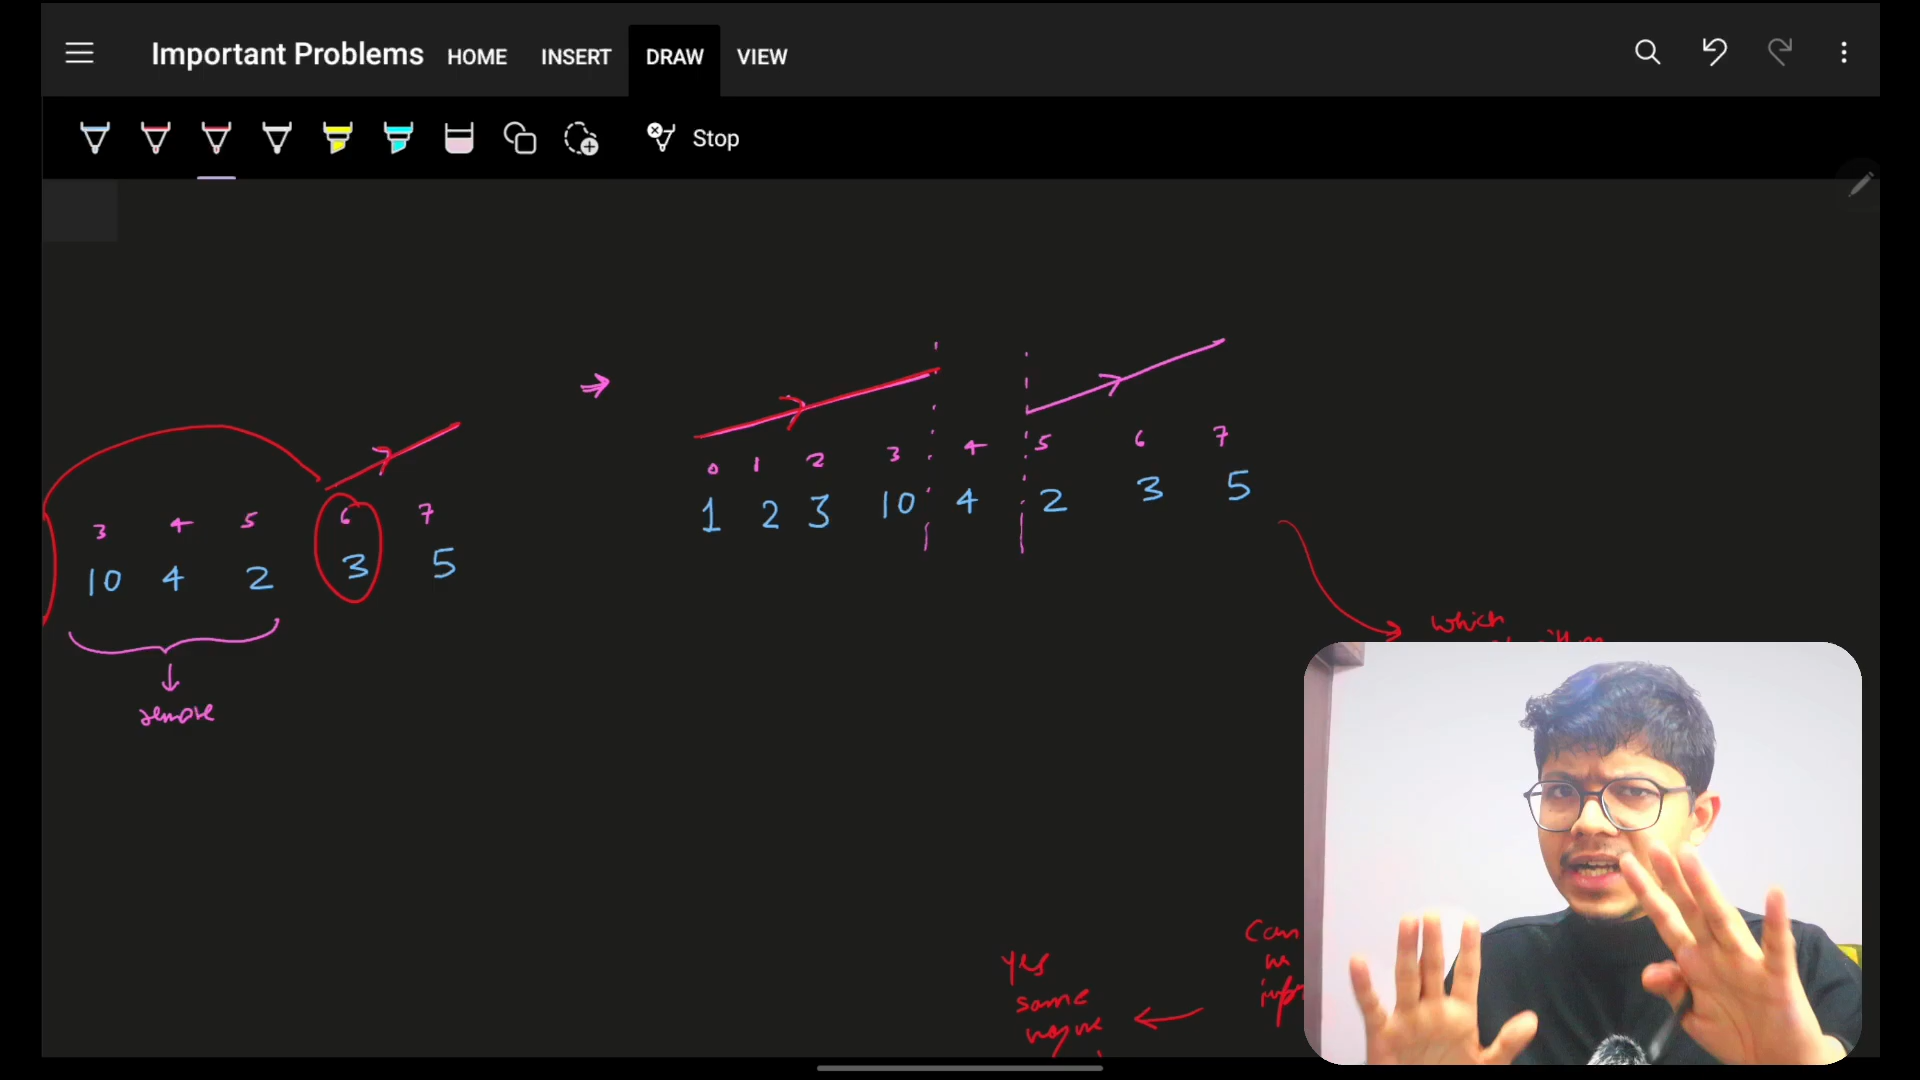 Important Problems HOME INSERT DRAW VIEW
Stop
0 1 2 3 4 5 6 7
1 2 3 10 4 2 3 5
3 4 5 6 7
10 4 2 3 5
remove
which
Can
we
yes
same